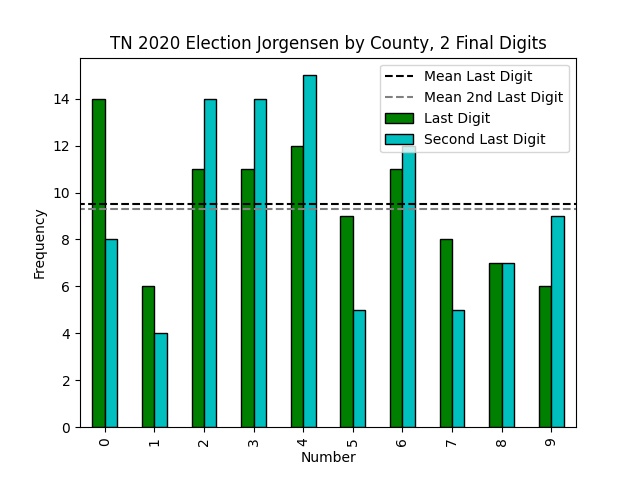 TN 2020 Election Jorgensen by County, 2 Final Digits
Mean Last Digit
Mean 2nd Last Digit
Last Digit
Second Last Digit
Frequency
14
12
10
8
6
4
2
0
0 1 2 3 4 5 6 7 8 9
Number